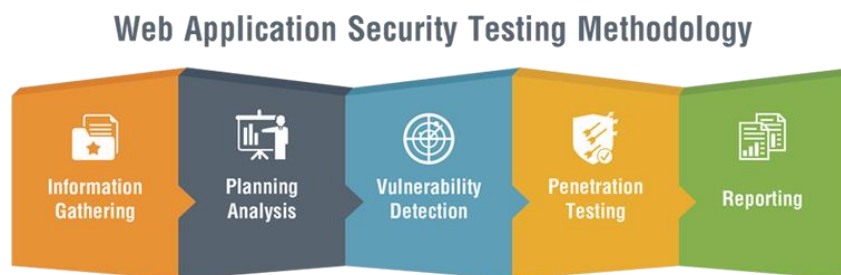 Web Application Security Testing Methodology
Information
Gathering
Planning
Analysis
Vulnerability
Detection
Penetration
Testing
Reporting